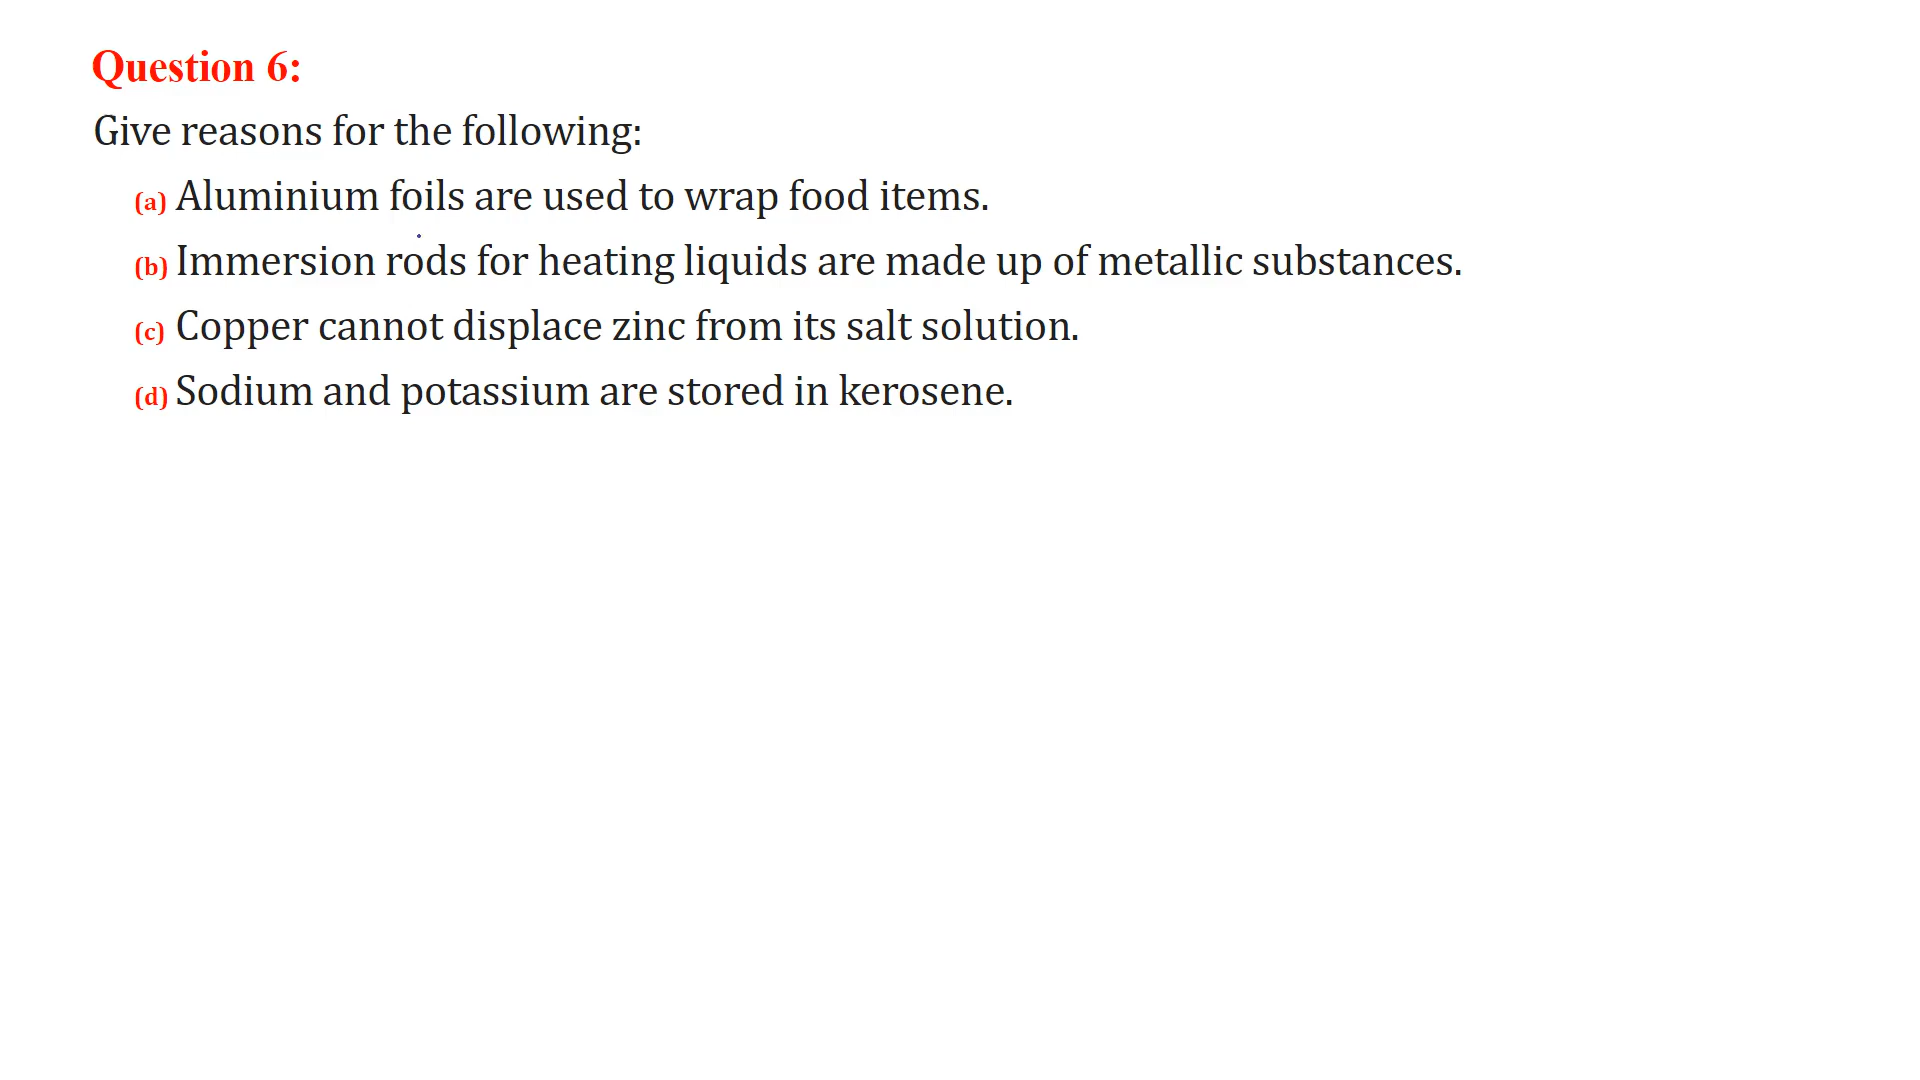 Question 6:
Give reasons for the following:
(a) Aluminium foils are used to wrap food items.
(b) Immersion rods for heating liquids are made up of metallic substances.
(c) Copper cannot displace zinc from its salt solution.
(d) Sodium and potassium are stored in kerosene.